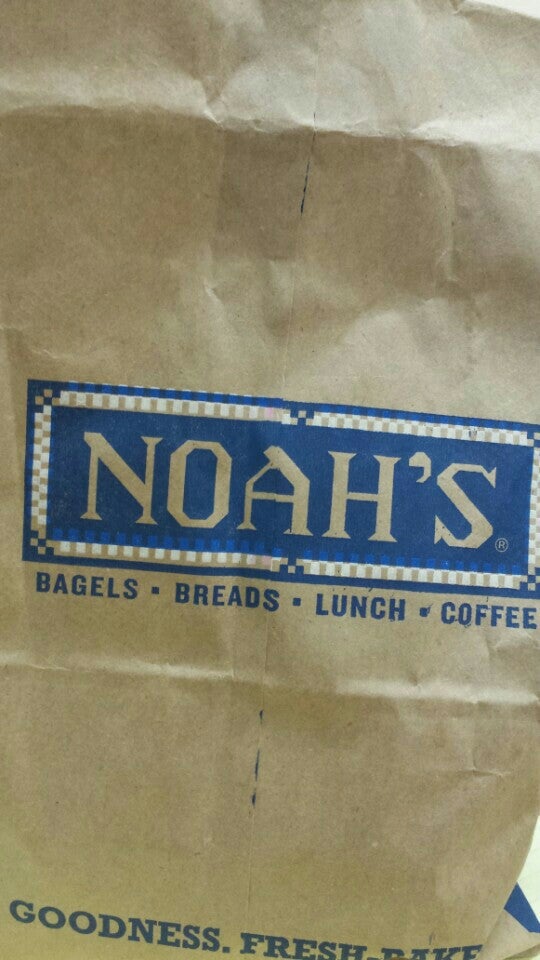 NOAH'S®
BAGELS ▪ BREADS ▪ LUNCH ▪ COFFEE
GOODNESS. FRESH-BAKE